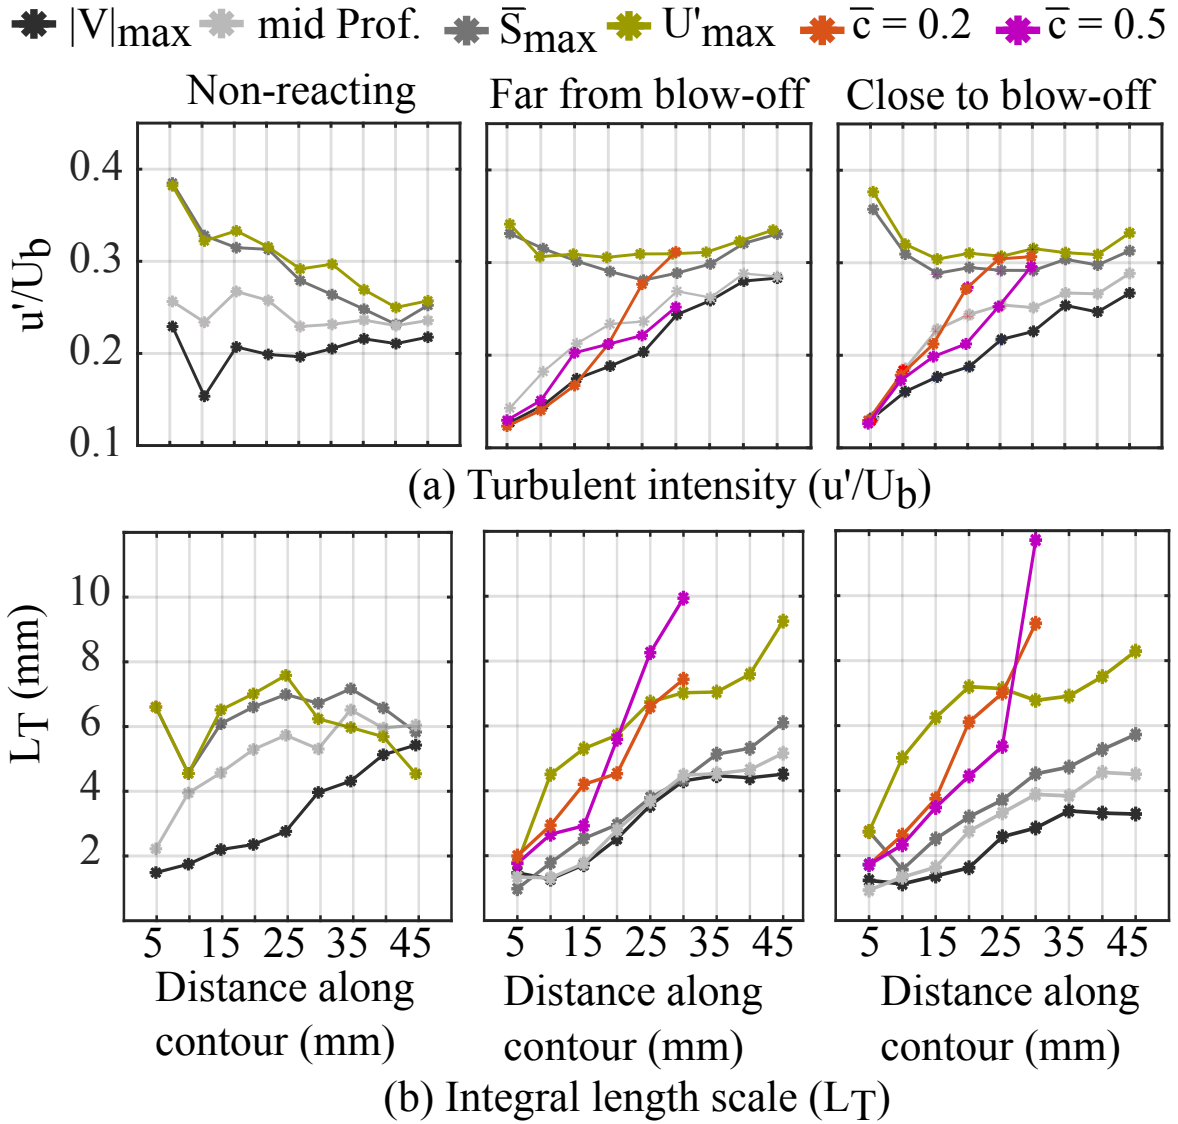 |V|max mid Prof. S̅max U'max c̅ = 0.2 c̅ = 0.5
Non-reacting Far from blow-off Close to blow-off
u'/Ub
0.4
0.3
0.2
0.1
(a) Turbulent intensity (u'/Ub)
LT (mm)
10
8
6
4
2
5 15 25 35 45 5 15 25 35 45 5 15 25 35 45
Distance along Distance along Distance along
contour (mm) contour (mm) contour (mm)
(b) Integral length scale (LT)